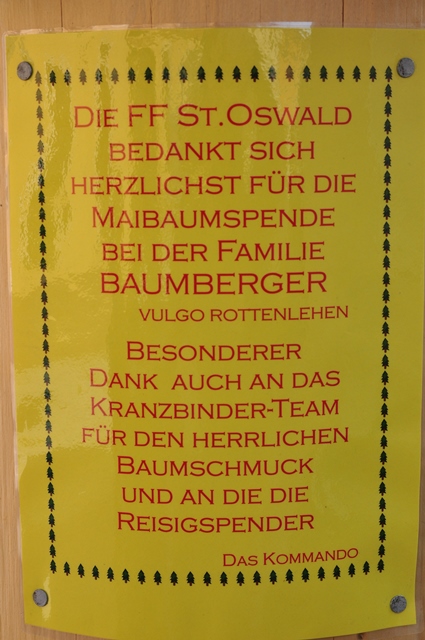 DIE FF ST.OSWALD
BEDANKT SICH
HERZLICHST FÜR DIE
MAIBAUMSPENDE
BEI DER FAMILIE
BAUMBERGER
VULGO ROTTENLEHEN
BESONDERER
DANK AUCH AN DAS
KRANZBINDER-TEAM
FÜR DEN HERRLICHEN
BAUMSCHMUCK
UND AN DIE DIE
REISIGSPENDER
DAS KOMMANDO